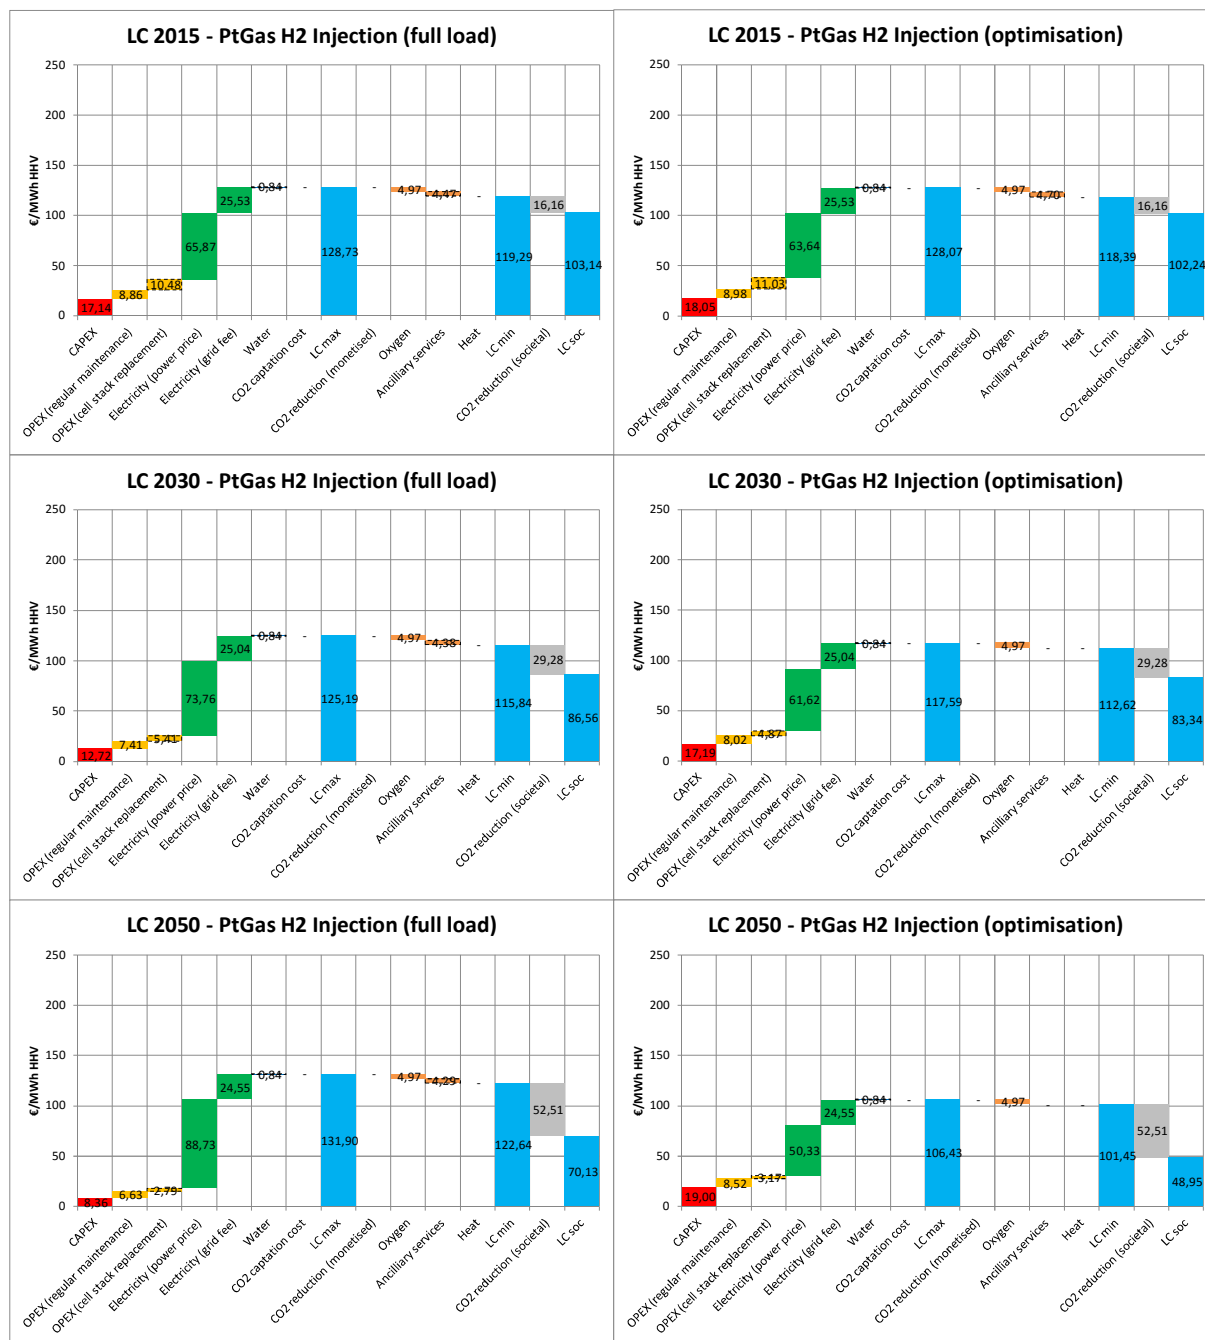 LC 2015 - PtGas H2 Injection (full load)
€/MWh HHV
250
200
150
100
50
0
17,14
8,86
10,48
65,87
25,53
0,84
-
128,73
-
4,97
4,47
-
119,29
16,16
103,14
CAPEX
OPEX (regular maintenance)
OPEX (cell stack replacement)
Electricity (power price)
Electricity (grid fee)
Water
CO2 captation cost
LC max
CO2 reduction (monetised)
Oxygen
Ancilliary services
Heat
LC min
CO2 reduction (societal)
LC soc
LC 2015 - PtGas H2 Injection (optimisation)
€/MWh HHV
250
200
150
100
50
0
18,05
8,98
11,03
63,64
25,53
0,84
-
128,07
-
4,97
4,70
-
118,39
16,16
102,24
CAPEX
OPEX (regular maintenance)
OPEX (cell stack replacement)
Electricity (power price)
Electricity (grid fee)
Water
CO2 captation cost
LC max
CO2 reduction (monetised)
Oxygen
Ancilliary services
Heat
LC min
CO2 reduction (societal)
LC soc
LC 2030 - PtGas H2 Injection (full load)
€/MWh HHV
250
200
150
100
50
0
12,72
7,41
5,41
73,76
25,04
0,84
-
125,19
-
4,97
4,38
-
115,84
29,28
86,56
CAPEX
OPEX (regular maintenance)
OPEX (cell stack replacement)
Electricity (power price)
Electricity (grid fee)
Water
CO2 captation cost
LC max
CO2 reduction (monetised)
Oxygen
Ancilliary services
Heat
LC min
CO2 reduction (societal)
LC soc
LC 2030 - PtGas H2 Injection (optimisation)
€/MWh HHV
250
200
150
100
50
0
17,19
8,02
4,87
61,62
25,04
0,84
-
117,59
-
4,97
-
-
112,62
29,28
83,34
CAPEX
OPEX (regular maintenance)
OPEX (cell stack replacement)
Electricity (power price)
Electricity (grid fee)
Water
CO2 captation cost
LC max
CO2 reduction (monetised)
Oxygen
Ancilliary services
Heat
LC min
CO2 reduction (societal)
LC soc
LC 2050 - PtGas H2 Injection (full load)
€/MWh HHV
250
200
150
100
50
0
8,36
6,63
2,79
88,73
24,55
0,84
-
131,90
-
4,97
4,29
-
122,64
52,51
70,13
CAPEX
OPEX (regular maintenance)
OPEX (cell stack replacement)
Electricity (power price)
Electricity (grid fee)
Water
CO2 captation cost
LC max
CO2 reduction (monetised)
Oxygen
Ancilliary services
Heat
LC min
CO2 reduction (societal)
LC soc
LC 2050 - PtGas H2 Injection (optimisation)
€/MWh HHV
250
200
150
100
50
0
19,00
8,52
3,17
50,33
24,55
0,84
-
106,43
-
4,97
-
-
101,45
52,51
48,95
CAPEX
OPEX (regular maintenance)
OPEX (cell stack replacement)
Electricity (power price)
Electricity (grid fee)
Water
CO2 captation cost
LC max
CO2 reduction (monetised)
Oxygen
Ancilliary services
Heat
LC min
CO2 reduction (societal)
LC soc